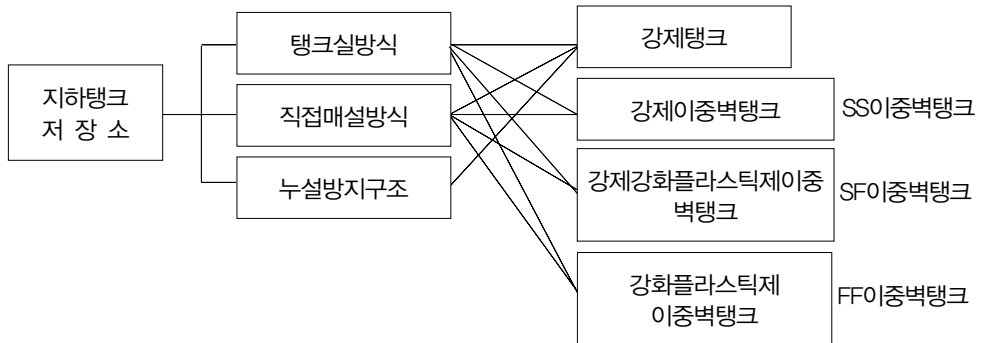 지하탱크
저 장 소
탱크실방식
직접매설방식
누설방지구조
강제탱크
강제이중벽탱크
SS이중벽탱크
강제강화플라스틱제이중
벽탱크
SF이중벽탱크
강화플라스틱제
이중벽탱크
FF이중벽탱크